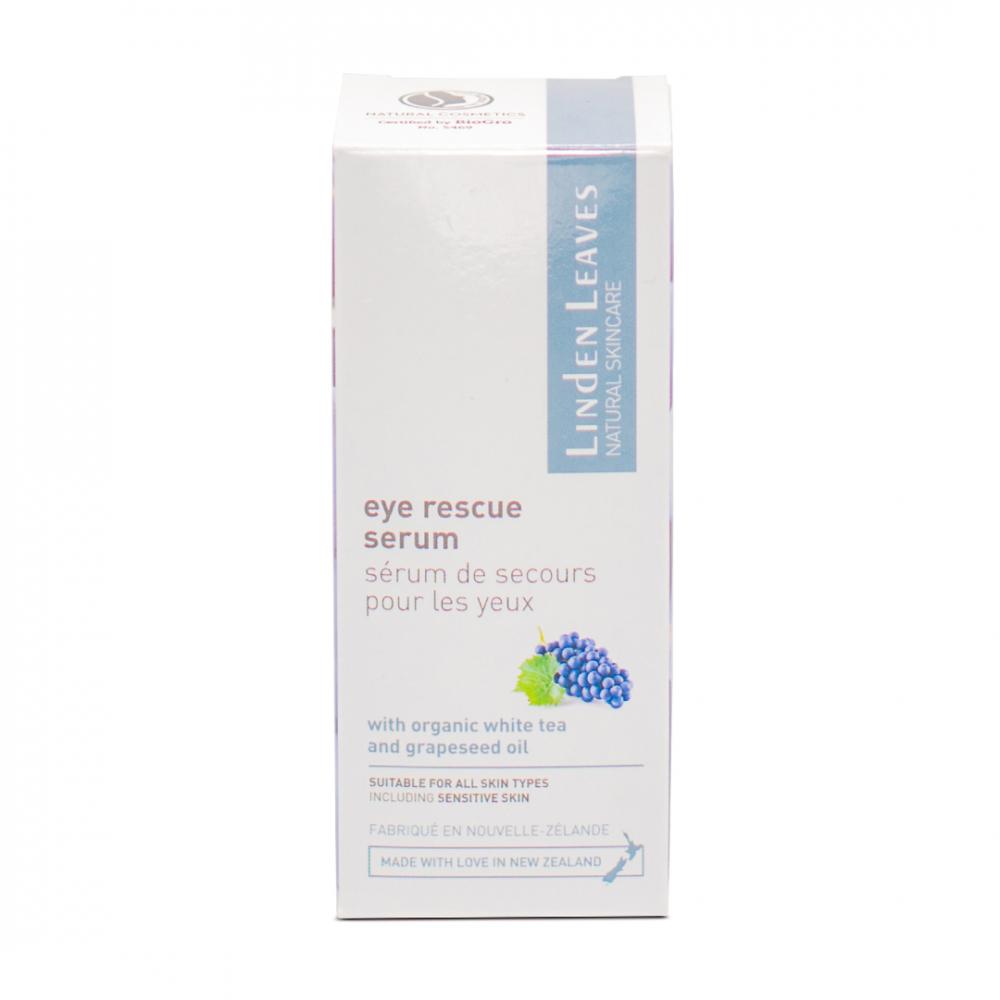 NATURAL COSMETICS
Certified by BioGro
No. 5469
LINdEN LEAVES
NATURAL SKINCARE
eye rescue
serum
sérum de secours
pour les yeux
with organic white tea
and grapeseed oil
SUITABLE FOR ALL SKIN TYPES
INCLUDING SENSITIVE SKIN
FABRIQUÉ EN NOUVELLE-ZÉLANDE
MADE WITH LOVE IN NEW ZEALAND